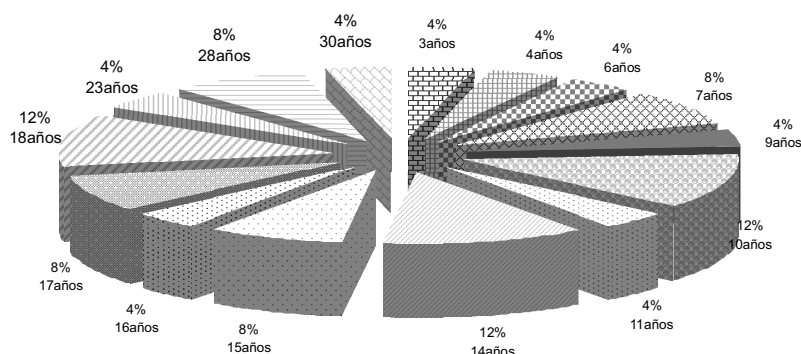 4%
3años
4%
4años
4%
6años
8%
7años
4%
9años
12%
10años
4%
11años
12%
14años
8%
15años
4%
16años
8%
17años
12%
18años
4%
23años
8%
28años
4%
30años